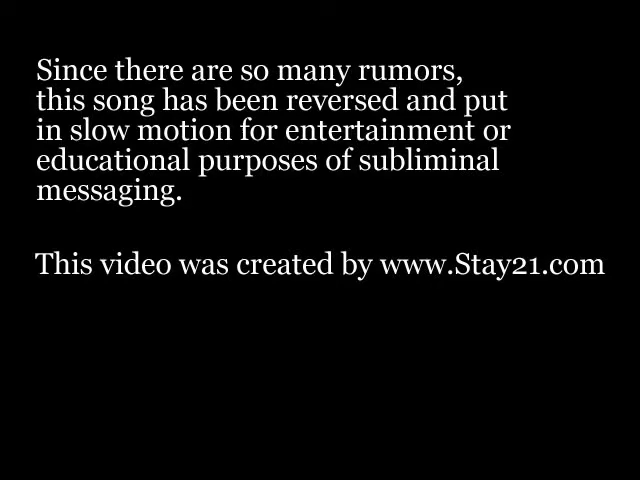 Since there are so many rumors,
this song has been reversed and put
in slow motion for entertainment or
educational purposes of subliminal
messaging.
This video was created by www.Stay21.com